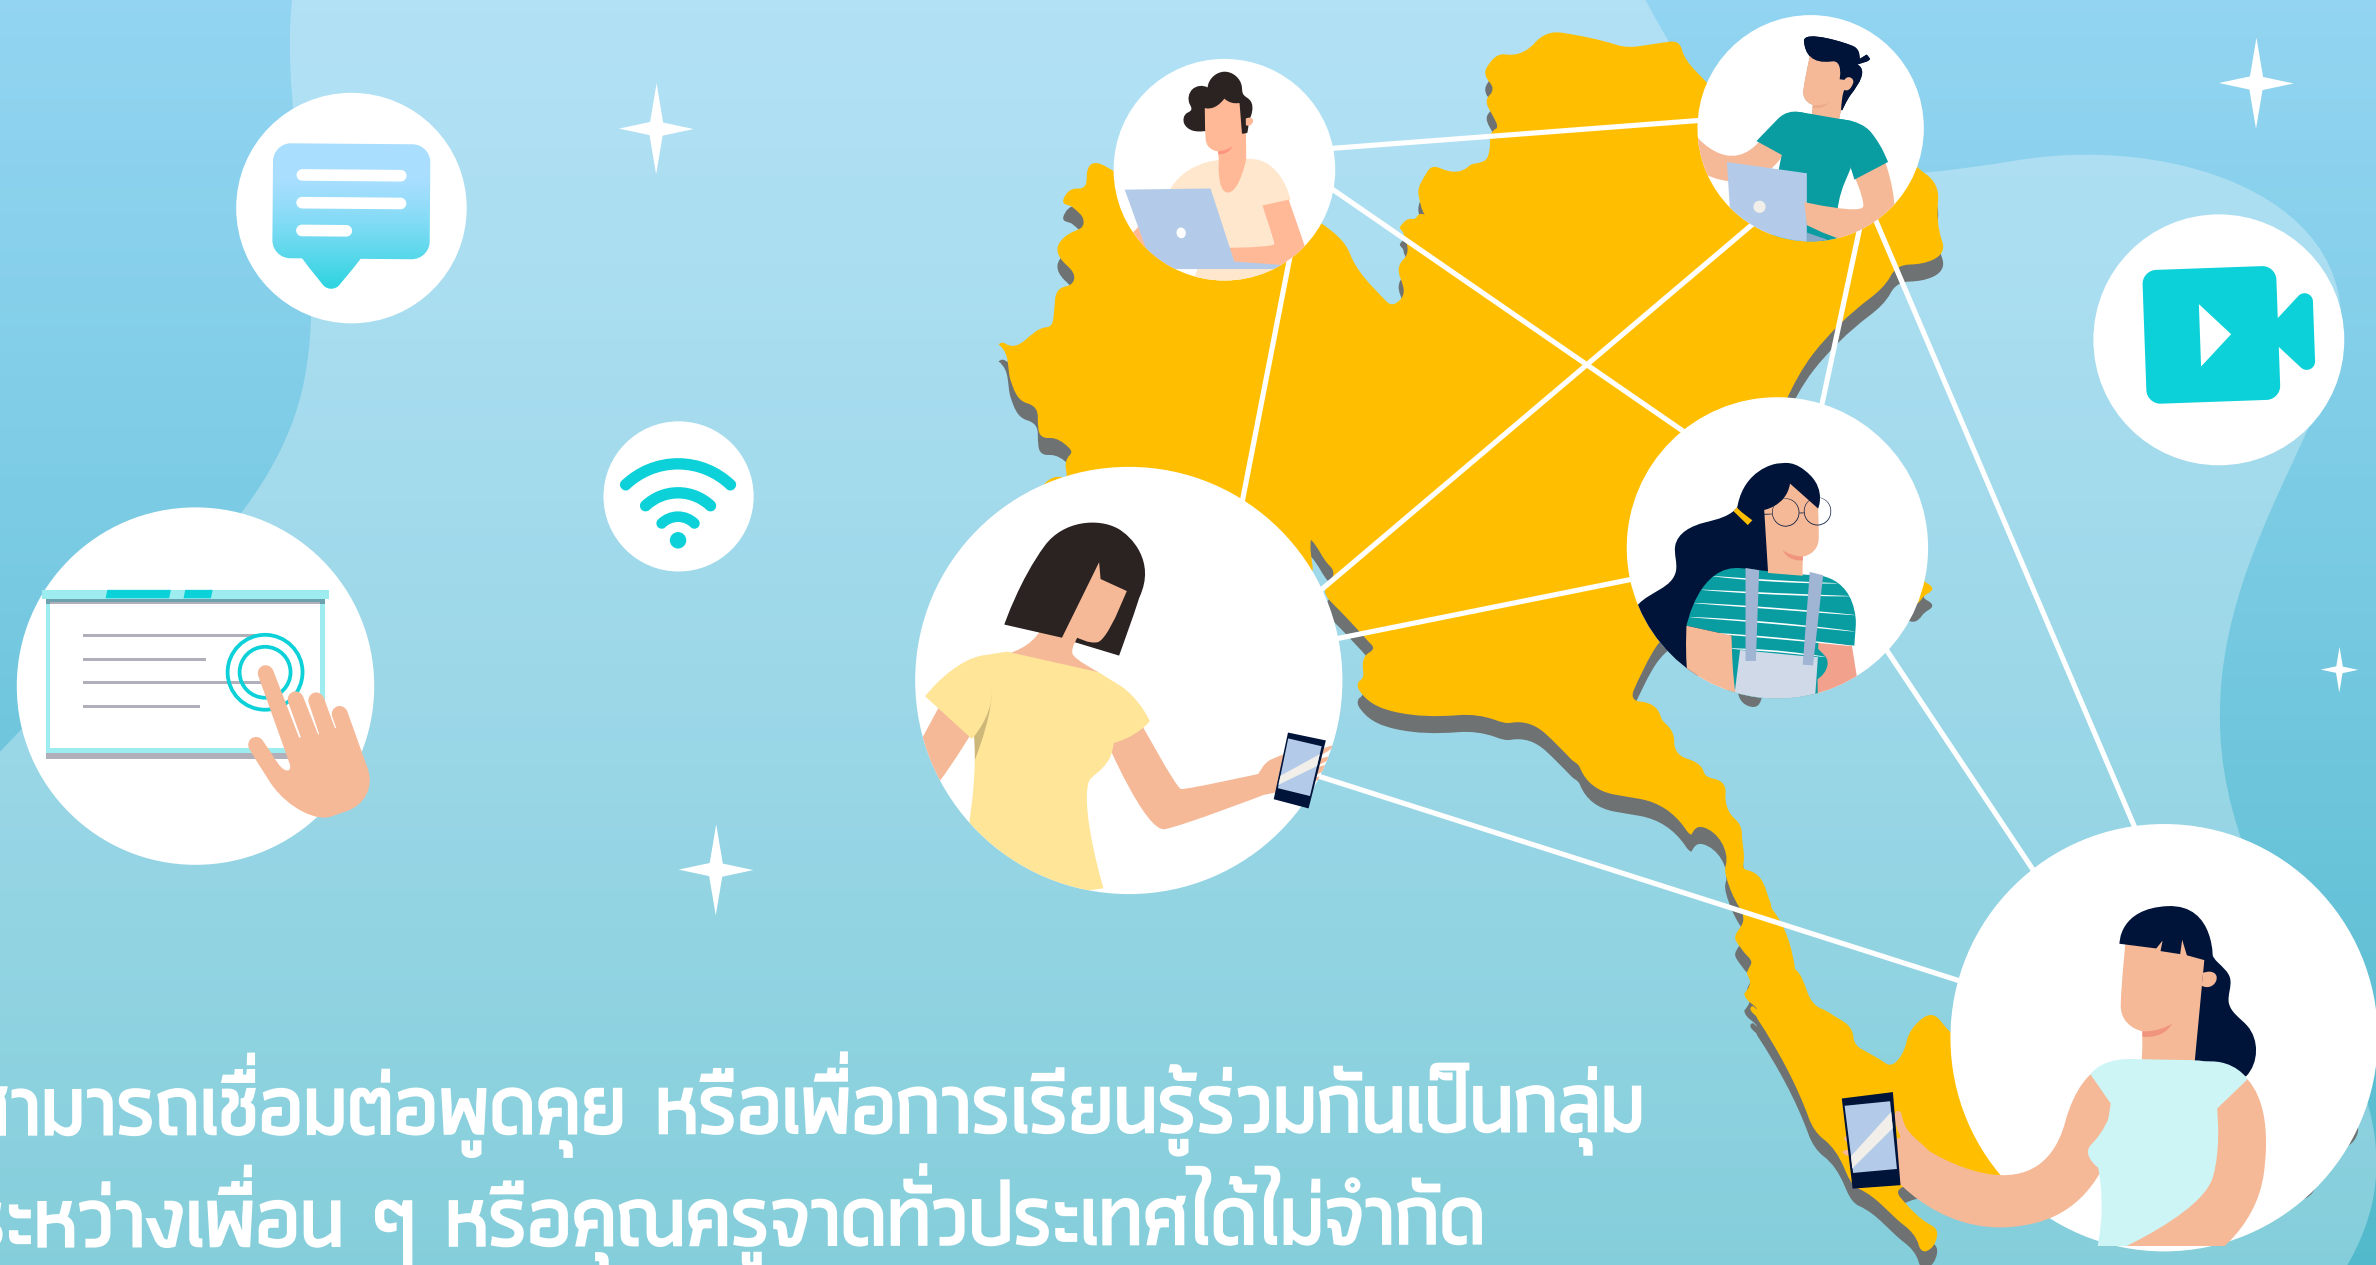 สามารถเชื่อมต่อพูดคุย หรือเพื่อการเรียนรู้ร่วมกันเป็นกลุ่ม
ระหว่างเพื่อน ๆ หรือคุณครูจาดทั่วประเทศได้ไม่จำกัด